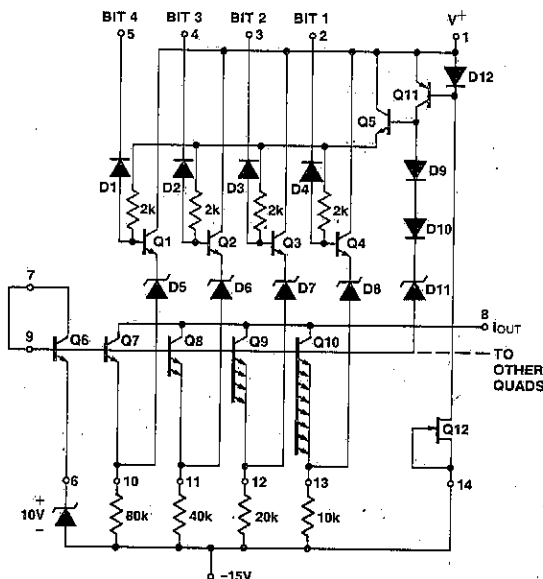 BIT 4 BIT 3 BIT 2 BIT 1 V+
5 4 3 2 1
D12
Q11
Q5
D1 D2 D3 D4 D9
2k 2k 2k 2k
D10
Q1 Q2 Q3 Q4
D5 D6 D7 D8 D11
7
8
IOUT
9 Q6 Q7 Q8 Q9 Q10
TO
OTHER
QUADS
Q12
6 10 11 12 13 14
+
10V
−
80k 40k 20k 10k
−15V